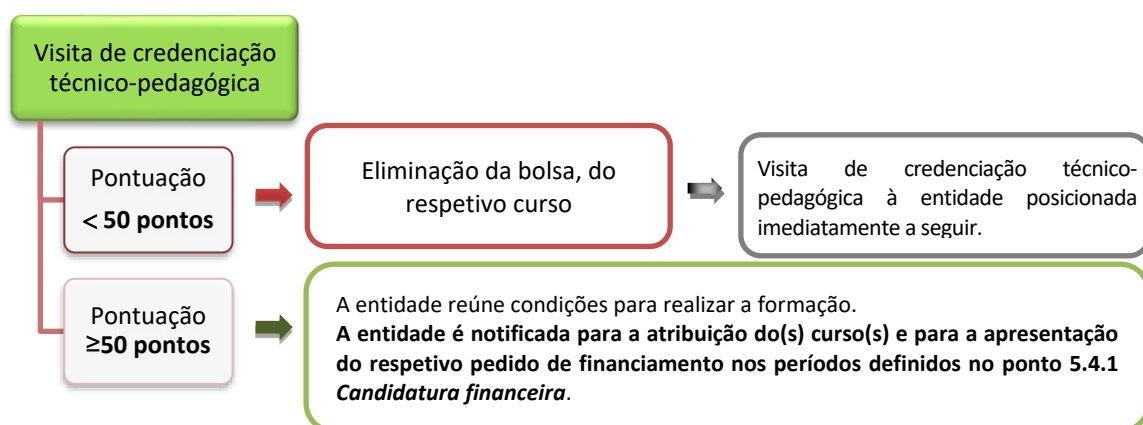 Visita de credenciação
técnico-pedagógica
Pontuação
< 50 pontos
Eliminação da bolsa, do
respetivo curso
Visita de credenciação técnico-
pedagógica à entidade posicionada
imediatamente a seguir.
Pontuação
≥50 pontos
A entidade reúne condições para realizar a formação.
A entidade é notificada para a atribuição do(s) curso(s) e para a apresentação
do respetivo pedido de financiamento nos períodos definidos no ponto 5.4.1
Candidatura financeira.